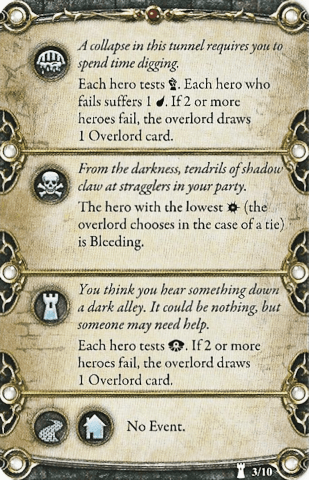 A collapse in this tunnel requires you to
spend time digging.
Each hero tests . Each hero who
fails suffers 1 . If 2 or more
heroes fail, the overlord draws
1 Overlord card.
From the darkness, tendrils of shadow
claw at stragglers in your party.
The hero with the lowest (the
overlord chooses in the case of a tie)
is Bleeding.
You think you hear something down
a dark alley. It could be nothing, but
someone may need help.
Each hero tests . If 2 or more
heroes fail, the overlord draws
1 Overlord card.
No Event.
3/10